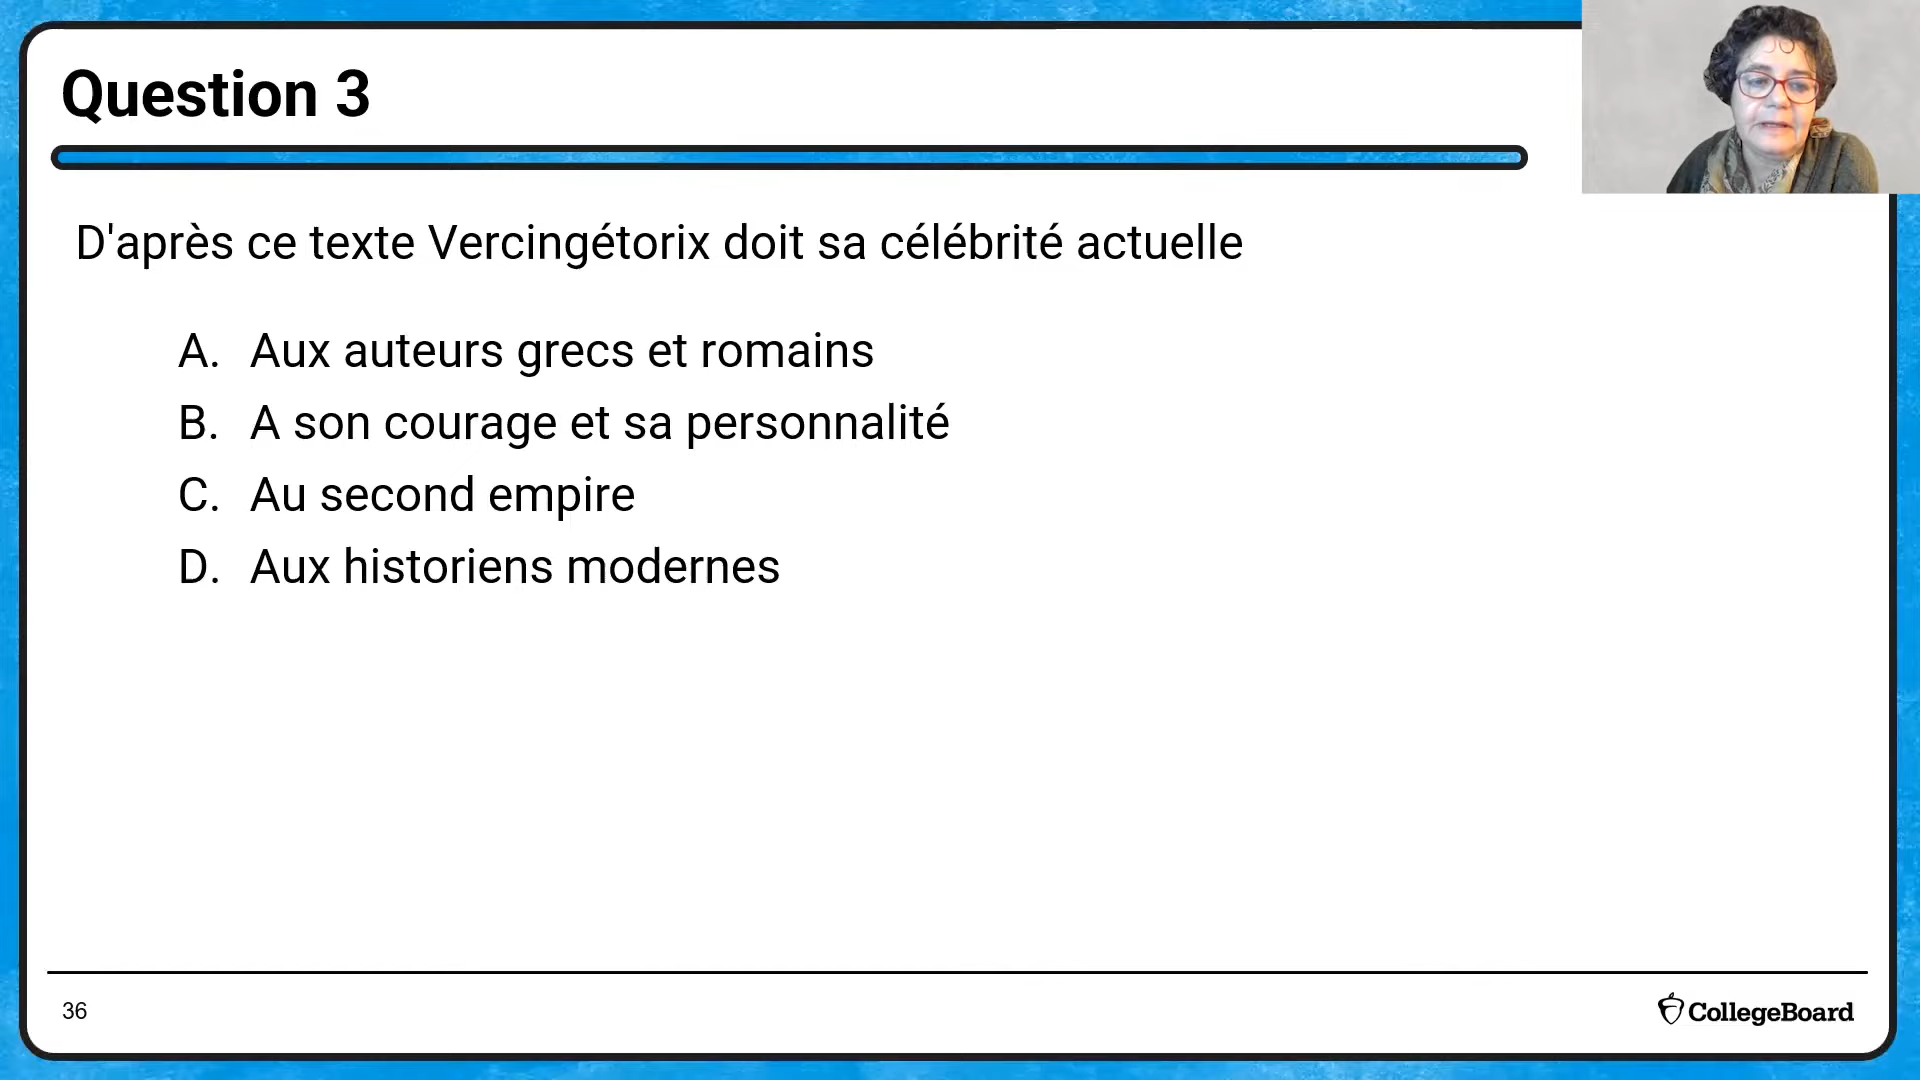 Question 3
D'après ce texte Vercingétorix doit sa célébrité actuelle
A. Aux auteurs grecs et romains
B. A son courage et sa personnalité
C. Au second empire
D. Aux historiens modernes
36
CollegeBoard